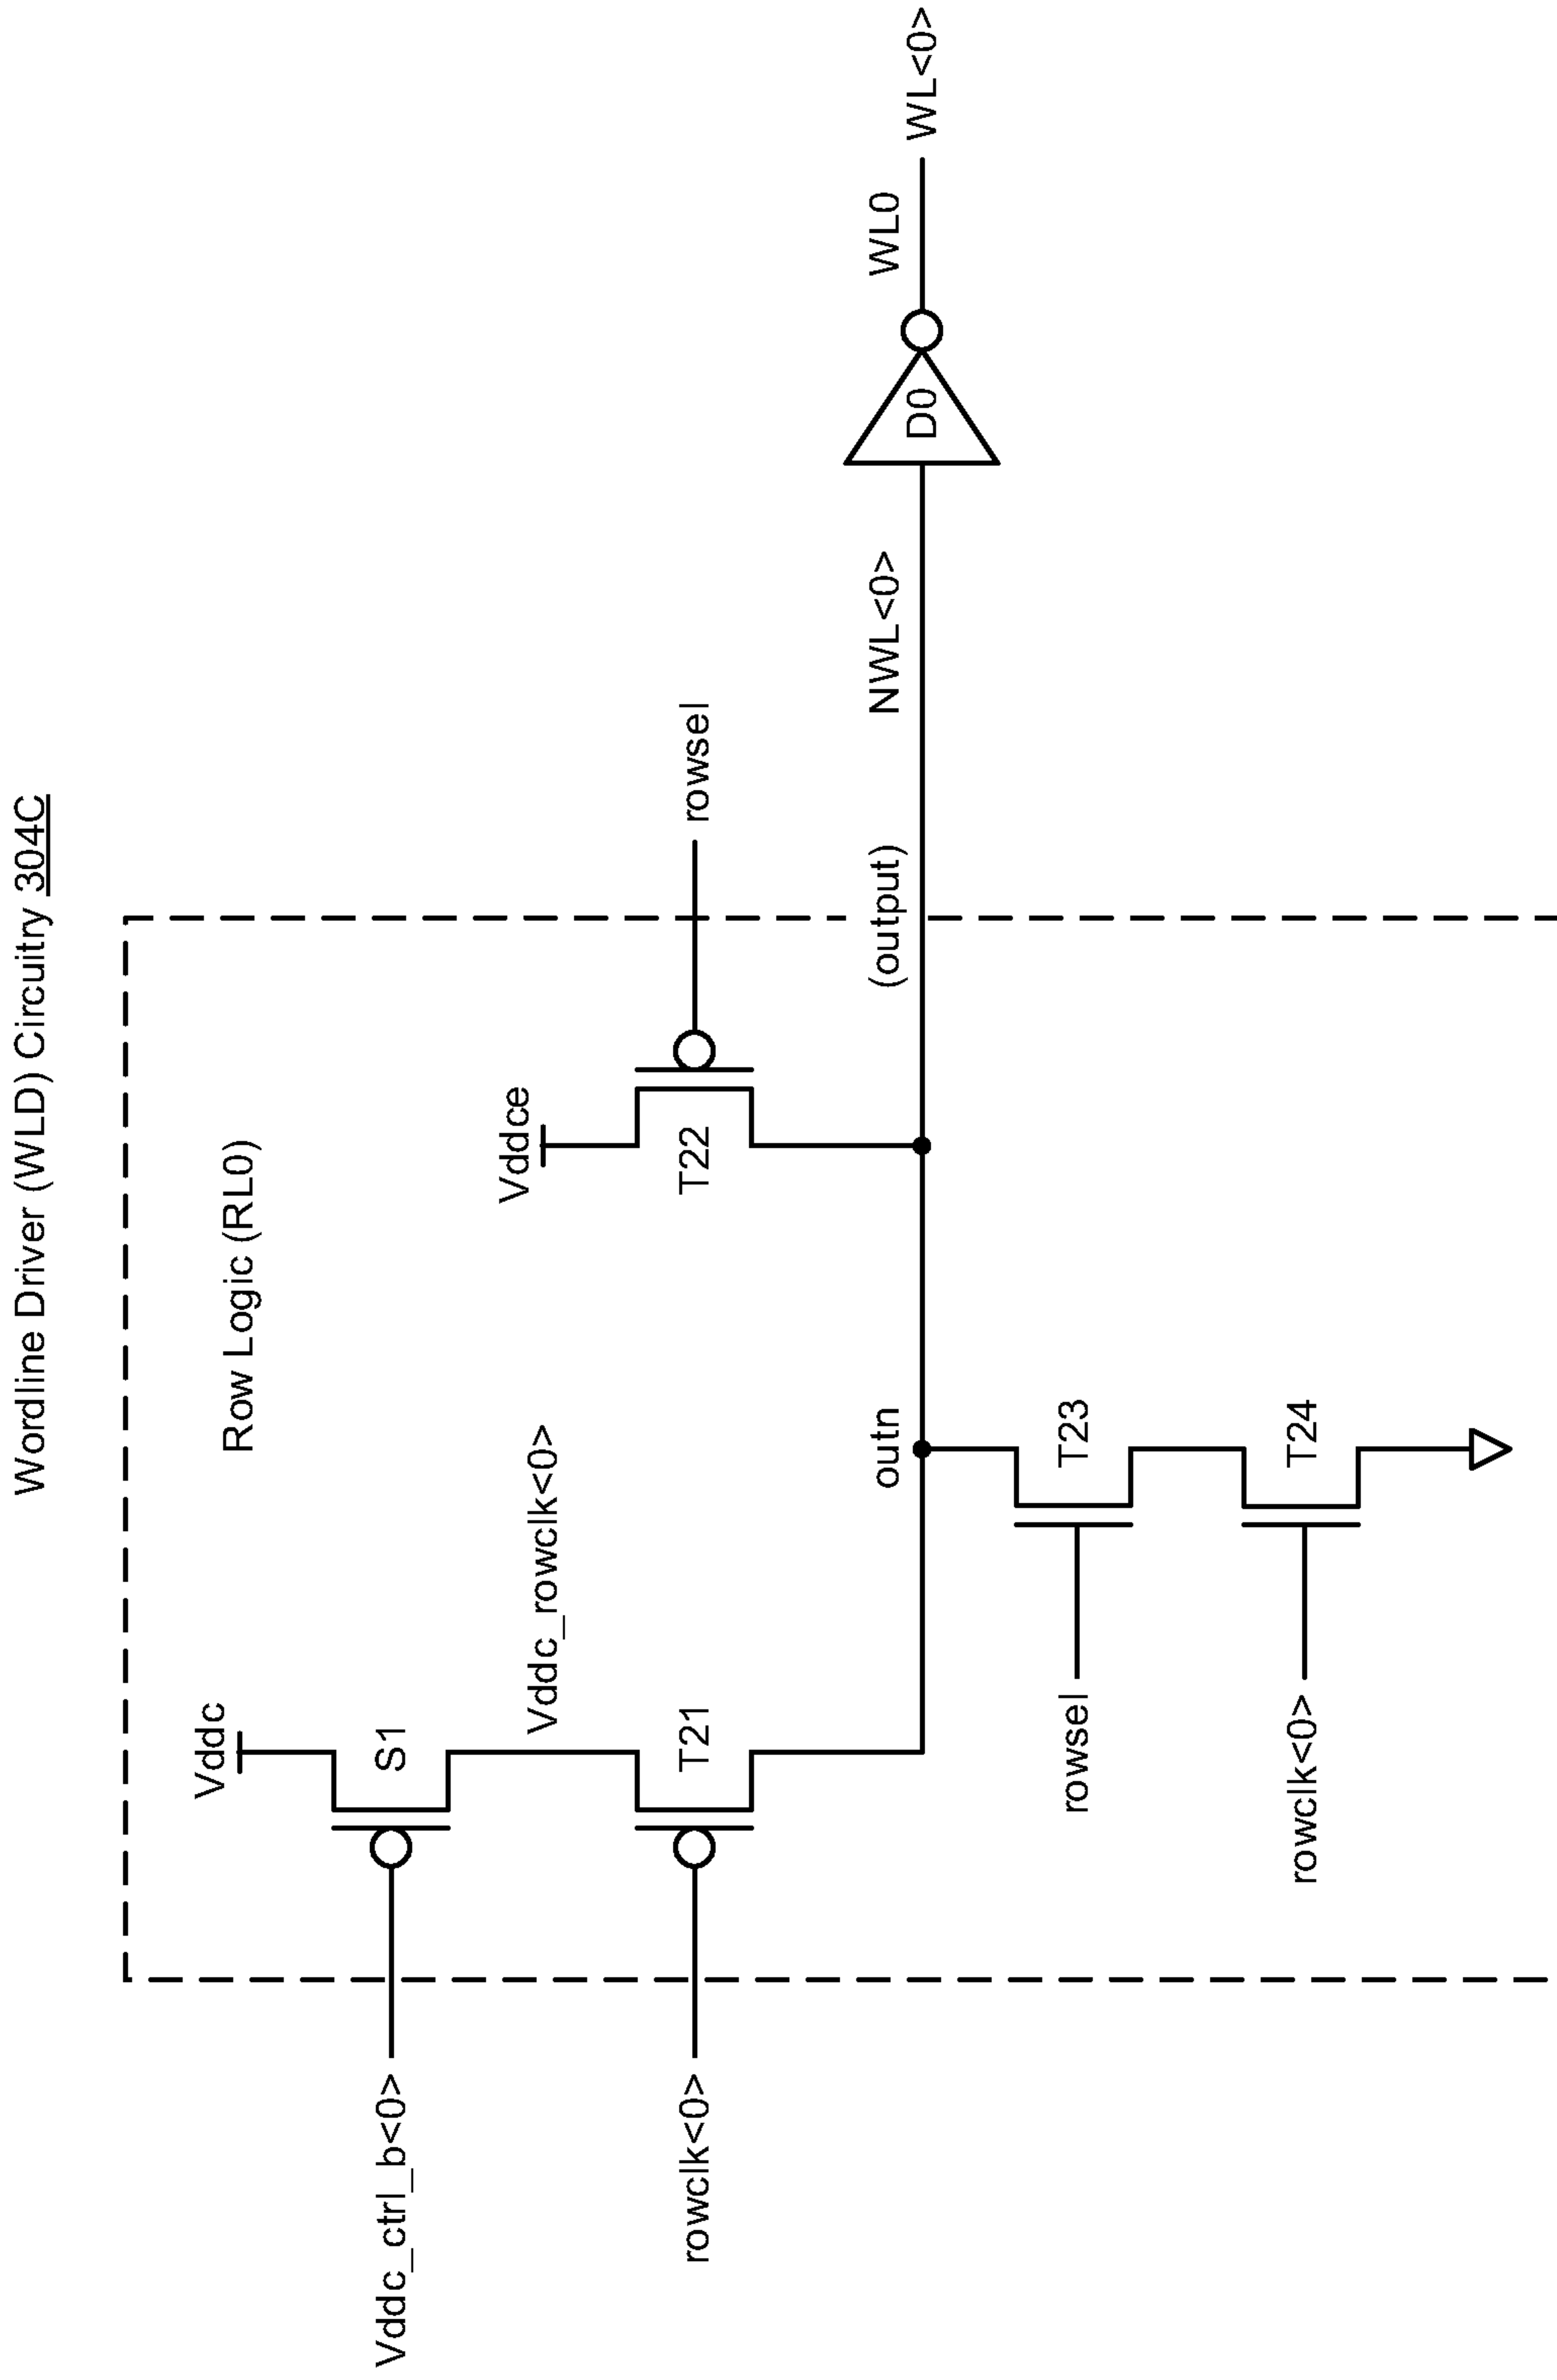 Wordline Driver (WLD) Circuitry 304C
Row Logic (RL0)
Vddc
Vddc_ctrl_b<0>
S1
Vddc_rowclk<0>
Vddce
rowclk<0>
T21
T22
rowsel
outn
(output)
NWL<0>
D0
WL0
WL<0>
rowsel
T23
rowclk<0>
T24